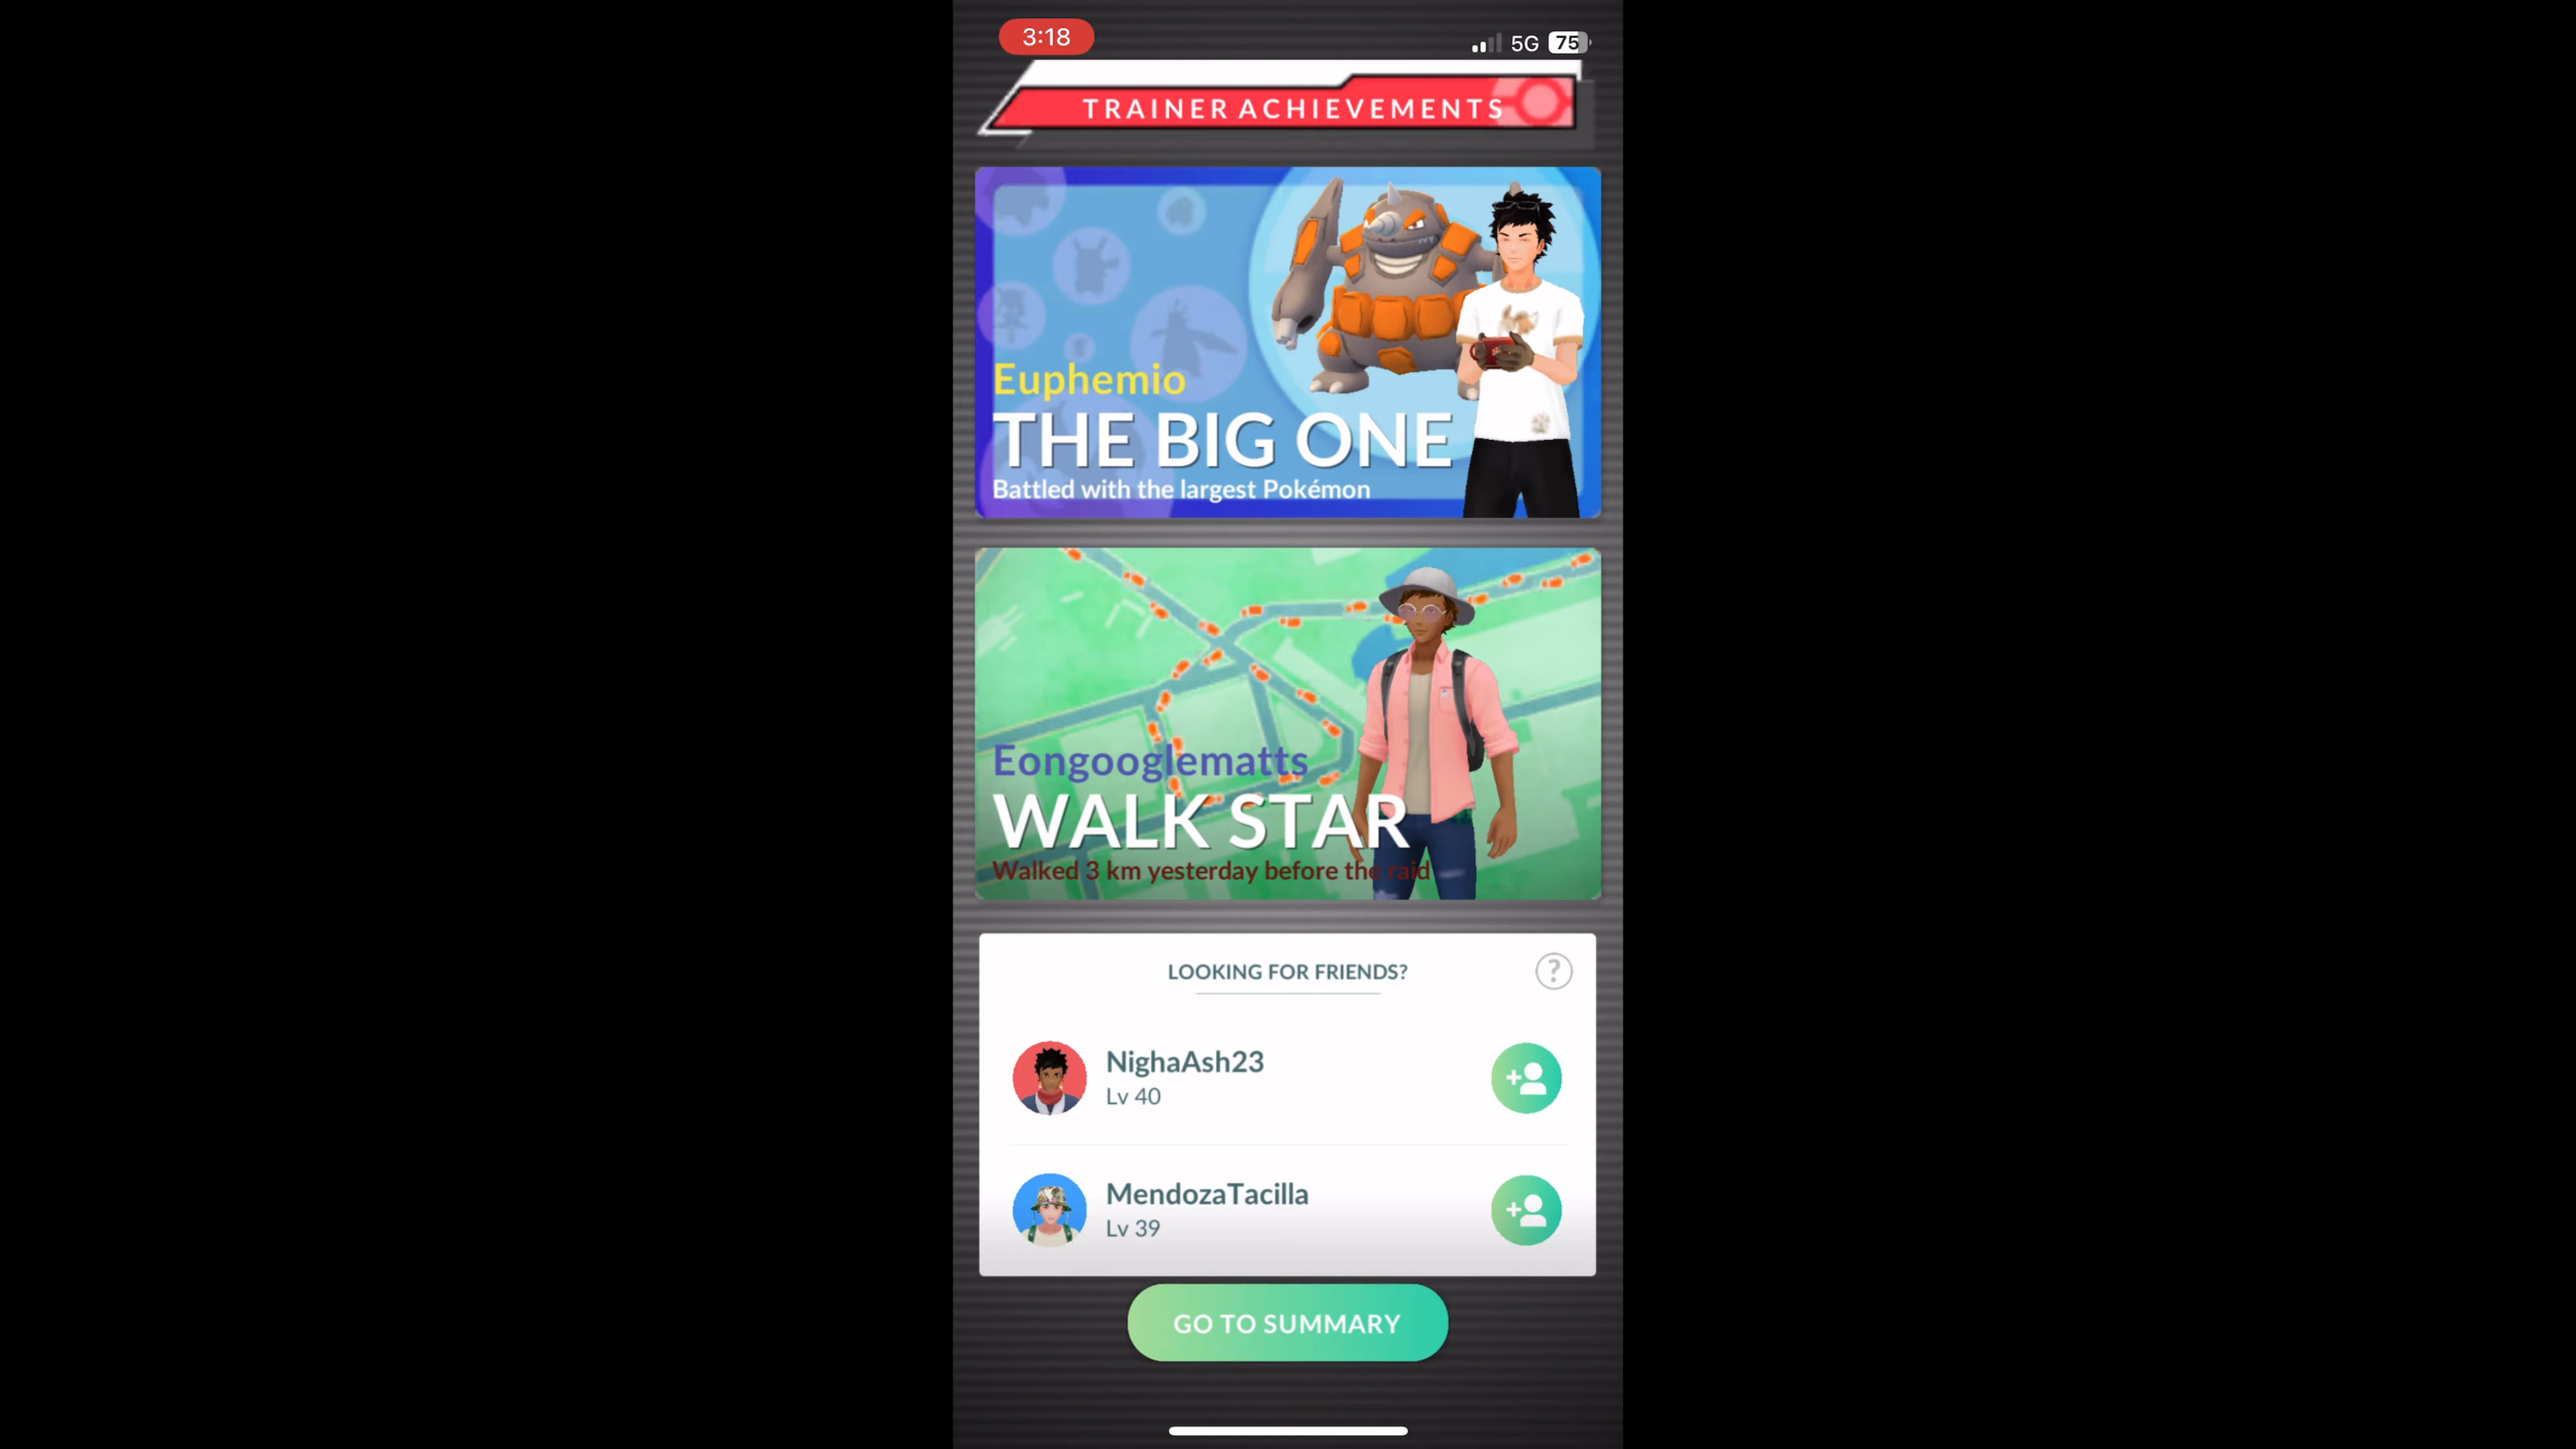 3:18
5G 75
TRAINER ACHIEVEMENTS
Euphemio
THE BIG ONE
Battled with the largest Pokémon
Eongooglematts
WALK STAR
Walked 3 km yesterday before the raid
LOOKING FOR FRIENDS?
?
NighaAsh23
Lv 40
MendozaTacilla
Lv 39
GO TO SUMMARY